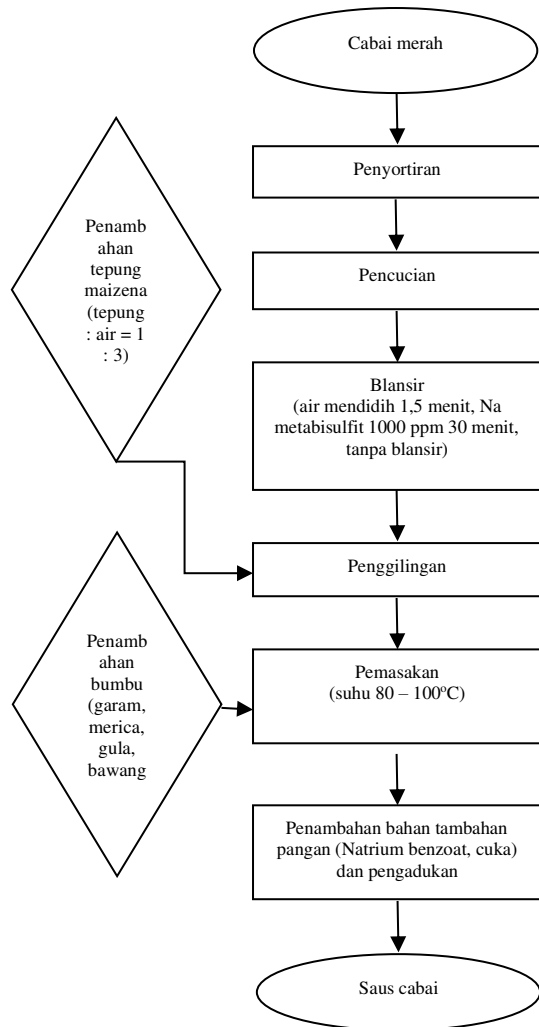 Cabai merah
Penyortiran
Pencucian
Penamb
ahan
tepung
maizena
(tepung
: air = 1
: 3)
Blansir
(air mendidih 1,5 menit, Na
metabisulfit 1000 ppm 30 menit,
tanpa blansir)
Penggilingan
Penamb
ahan
bumbu
(garam,
merica,
gula,
bawang
Pemasakan
(suhu 80 – 100°C)
Penambahan bahan tambahan
pangan (Natrium benzoat, cuka)
dan pengadukan
Saus cabai